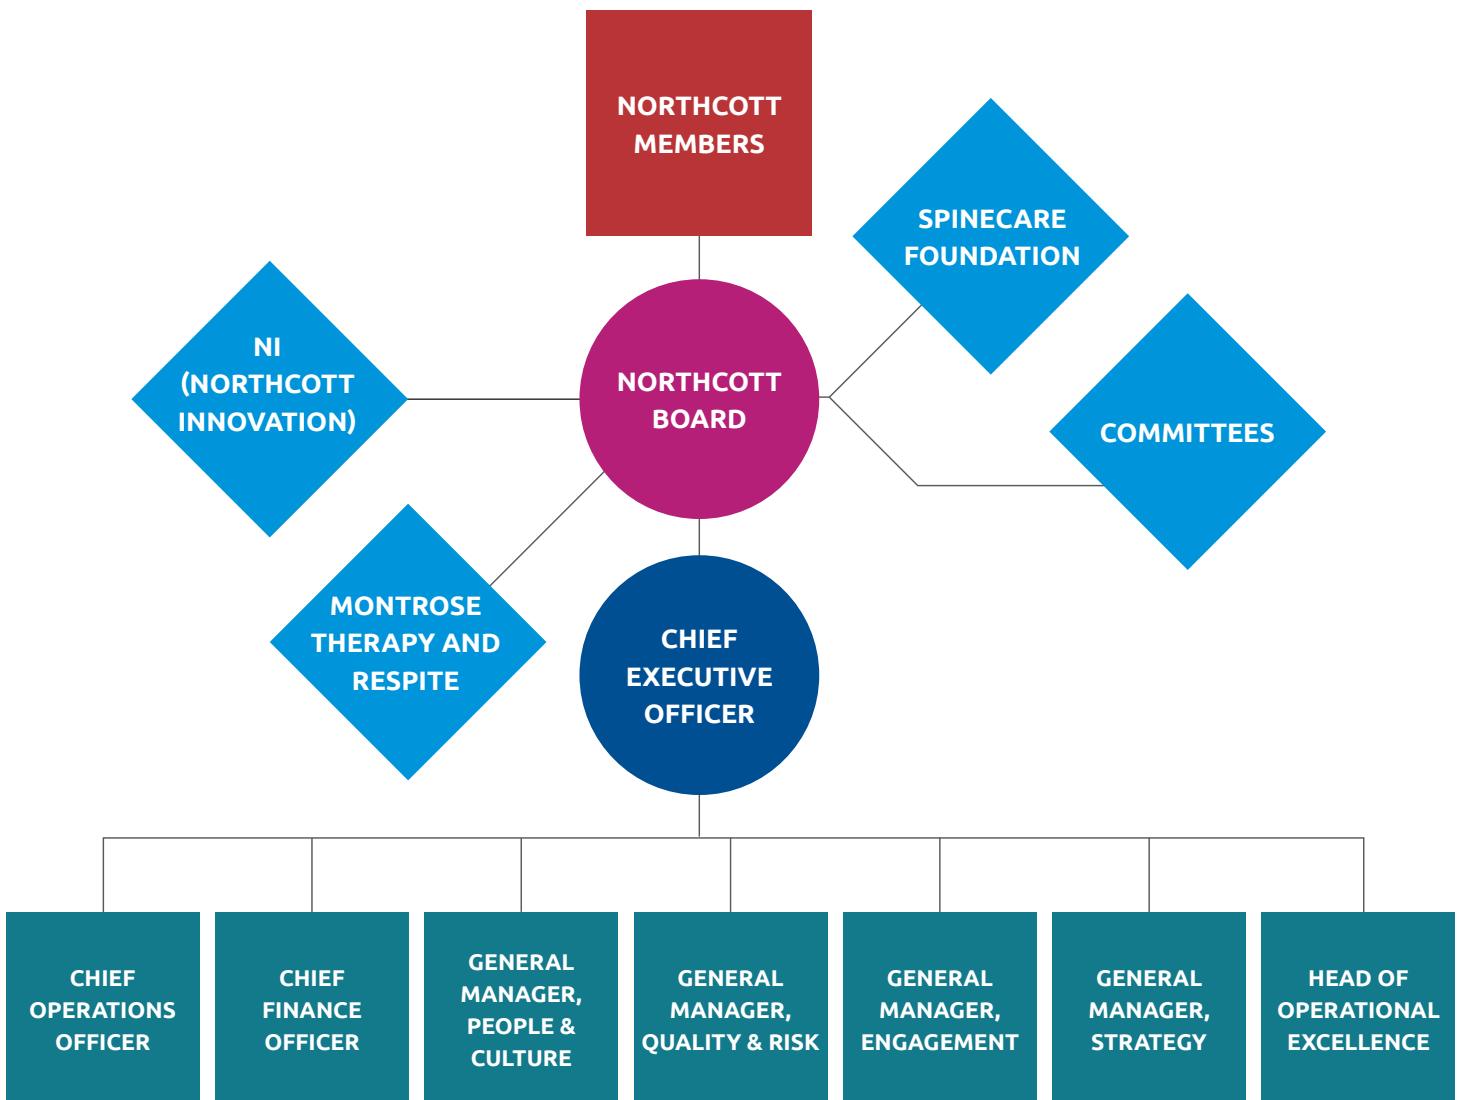 NORTHCOTT
MEMBERS
SPINECARE
FOUNDATION
NI
(NORTHCOTT
INNOVATION)
NORTHCOTT
BOARD
COMMITTEES
MONTROSE
THERAPY AND
RESPITE
CHIEF
EXECUTIVE
OFFICER
CHIEF
OPERATIONS
OFFICER
CHIEF
FINANCE
OFFICER
GENERAL
MANAGER,
PEOPLE &
CULTURE
GENERAL
MANAGER,
QUALITY & RISK
GENERAL
MANAGER,
ENGAGEMENT
GENERAL
MANAGER,
STRATEGY
HEAD OF
OPERATIONAL
EXCELLENCE